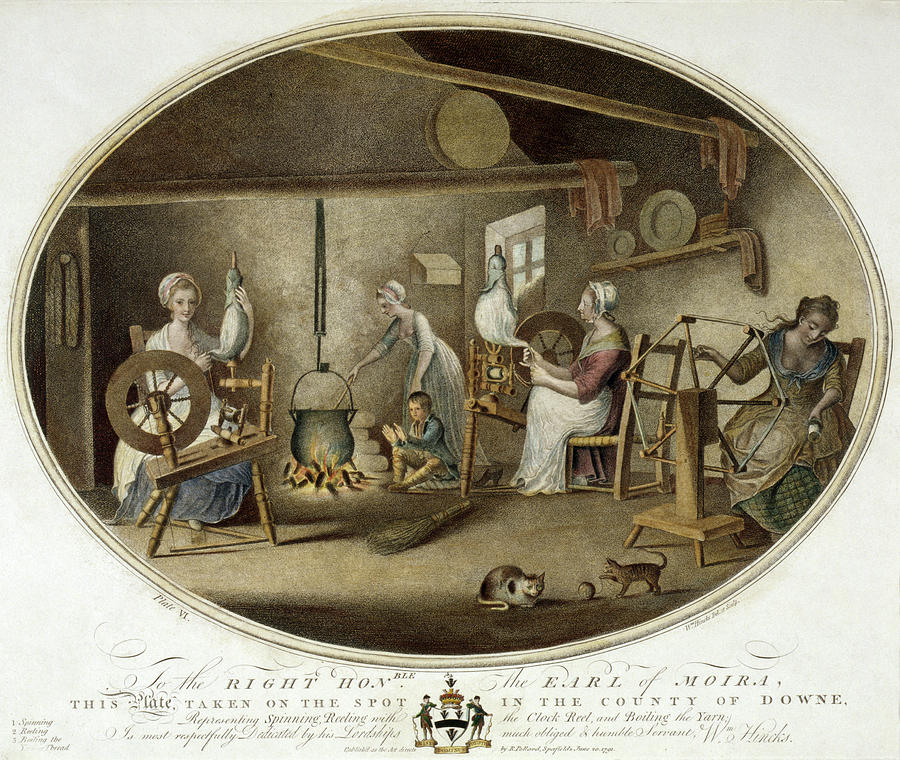 Plate VI.
Wm. Hincks Del. & Sculp.
To the RIGHT HON.BLE the EARL of MOIRA,
THIS Plate, TAKEN ON THE SPOT IN THE COUNTY OF DOWNE,
Representing Spinning, Reeling with the Clock Reel, and Boiling the Yarn;
Is most respectfully Dedicated by his Lordships much obliged & humble Servant, Wm. Hincks.
1 Spinning
2 Reeling
3 Boiling the
Thread
Publish'd as the Act directs by R. Pollard, Spafields, June 20. 1791.